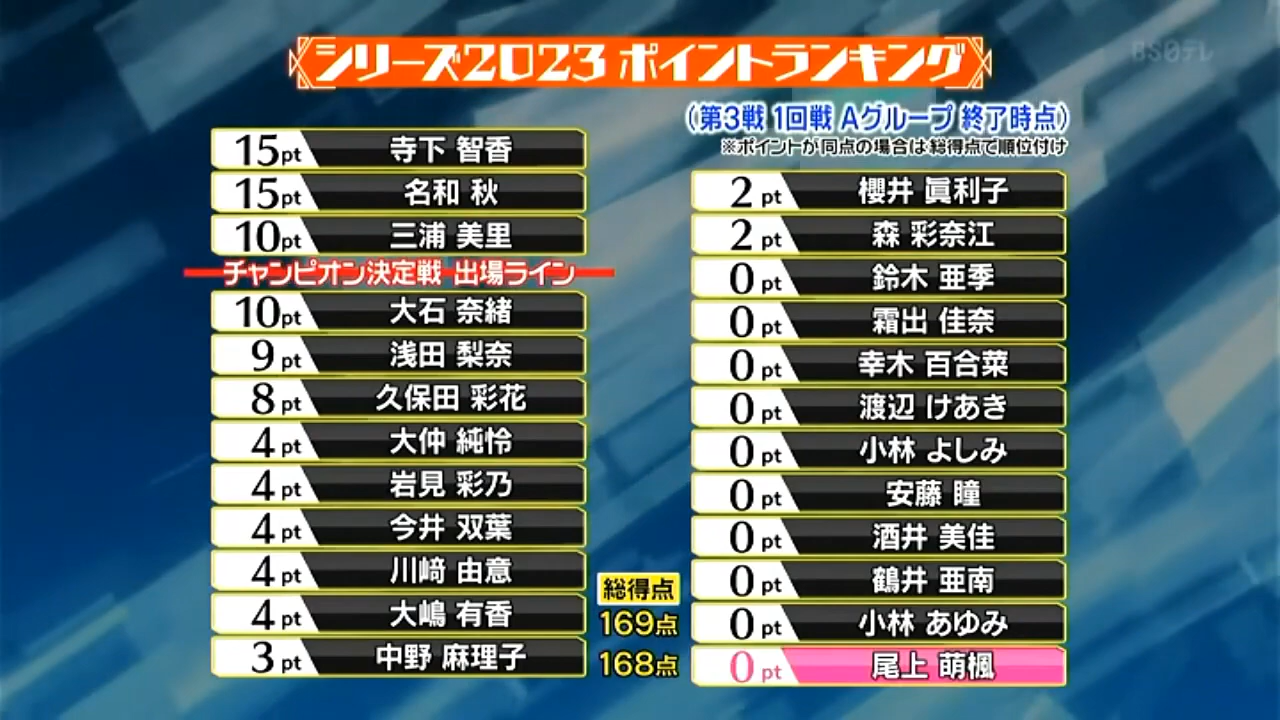 シリーズ2023 ポイントランキング
BS日テレ
(第3戦 1回戦 Aグループ 終了時点)
※ポイントが同点の場合は総得点で順位付け
15pt 寺下 智香
15pt 名和 秋
10pt 三浦 美里
チャンピオン決定戦 出場ライン
10pt 大石 奈緒
9pt 浅田 梨奈
8pt 久保田 彩花
4pt 大仲 純怜
4pt 岩見 彩乃
4pt 今井 双葉
4pt 川﨑 由意
4pt 大嶋 有香
3pt 中野 麻理子
総得点
169点
168点
2pt 櫻井 眞利子
2pt 森 彩奈江
0pt 鈴木 亜季
0pt 霜出 佳奈
0pt 幸木 百合菜
0pt 渡辺 けあき
0pt 小林 よしみ
0pt 安藤 瞳
0pt 酒井 美佳
0pt 鶴井 亜南
0pt 小林 あゆみ
0pt 尾上 萌楓